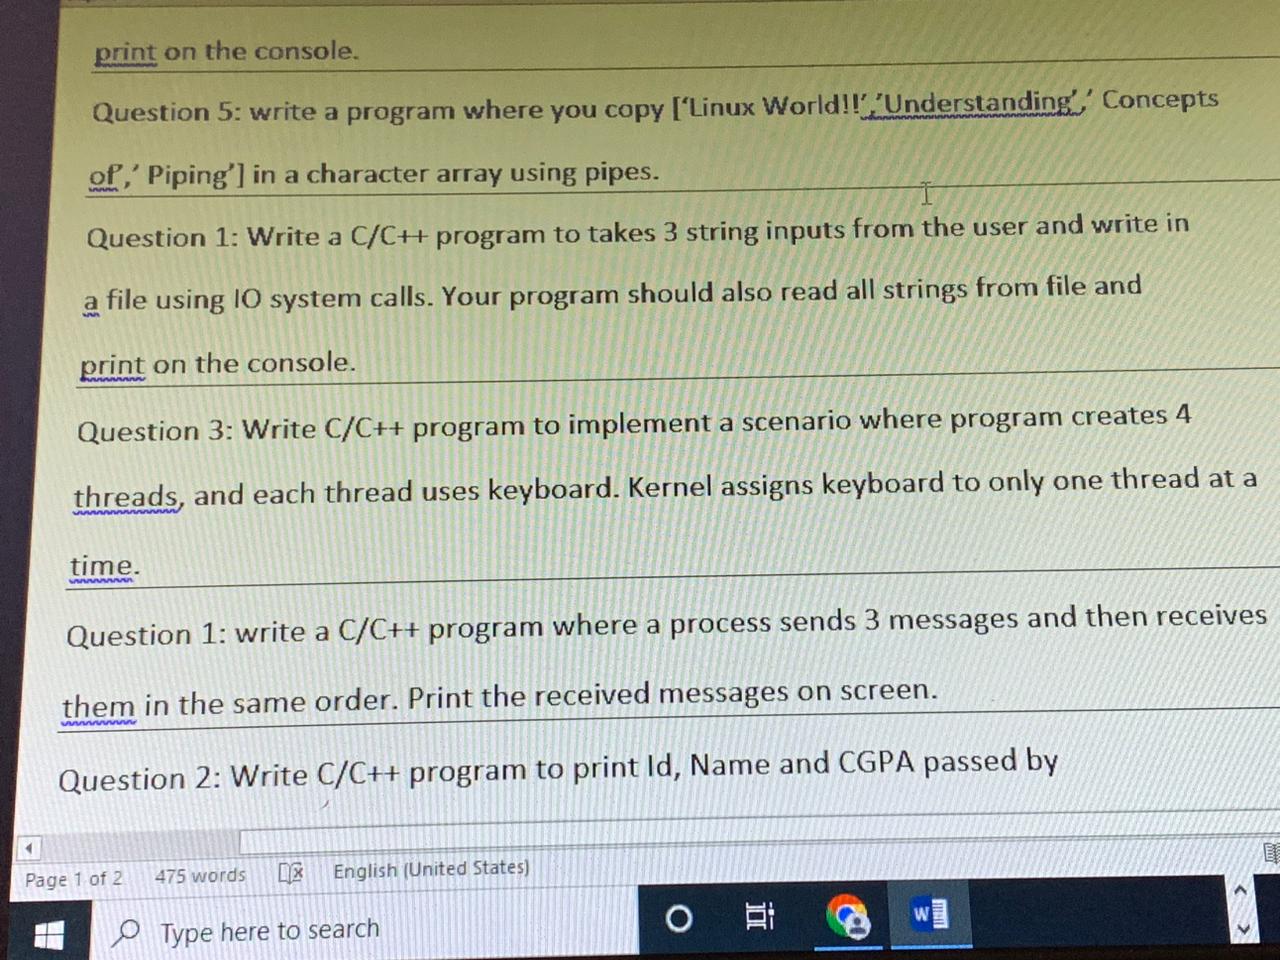 print on the console.
Question 5: write a program where you copy ['Linux World!!','Understanding',' Concepts
of',' Piping'] in a character array using pipes.
Question 1: Write a C/C++ program to takes 3 string inputs from the user and write in
a file using IO system calls. Your program should also read all strings from file and
print on the console.
Question 3: Write C/C++ program to implement a scenario where program creates 4
threads, and each thread uses keyboard. Kernel assigns keyboard to only one thread at a
time.
Question 1: write a C/C++ program where a process sends 3 messages and then receives
them in the same order. Print the received messages on screen.
Question 2: Write C/C++ program to print Id, Name and CGPA passed by
Page 1 of 2 475 words English (United States)
Type here to search
W